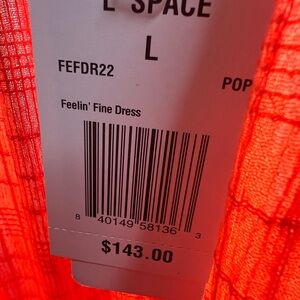 L* SPACE
L
FEFDR22
POP
Feelin' Fine Dress
8 40149 58136 3
$143.00